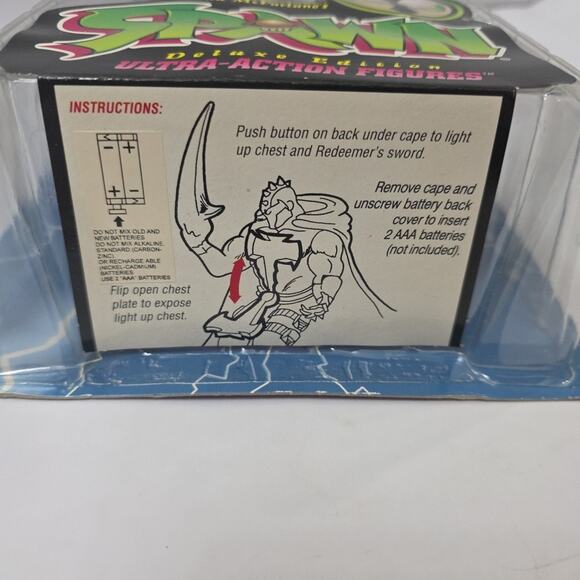 McFarlane's
SPAWN
Deluxe Edition
ULTRA-ACTION FIGURES™
INSTRUCTIONS:
Push button on back under cape to light
up chest and Redeemer's sword.
Remove cape and
unscrew battery back
cover to insert
2 AAA batteries
(not included).
DO NOT MIX OLD AND
NEW BATTERIES
DO NOT MIX ALKALINE,
STANDARD (CARBON-
ZINC)
OR RECHARGE ABLE
(NICKEL-CADMIUM)
BATTERIES.
USE 2 "AAA" BATTERIES
Flip open chest
plate to expose
light up chest.